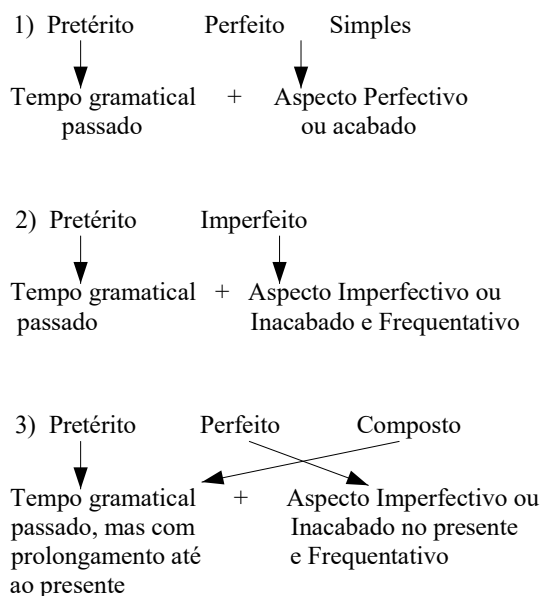 1) Pretérito Perfeito Simples
Tempo gramatical + Aspecto Perfectivo
passado ou acabado
2) Pretérito Imperfeito
Tempo gramatical + Aspecto Imperfectivo ou
passado Inacabado e Frequentativo
3) Pretérito Perfeito Composto
Tempo gramatical + Aspecto Imperfectivo ou
passado, mas com Inacabado no presente
prolongamento até e Frequentativo
ao presente